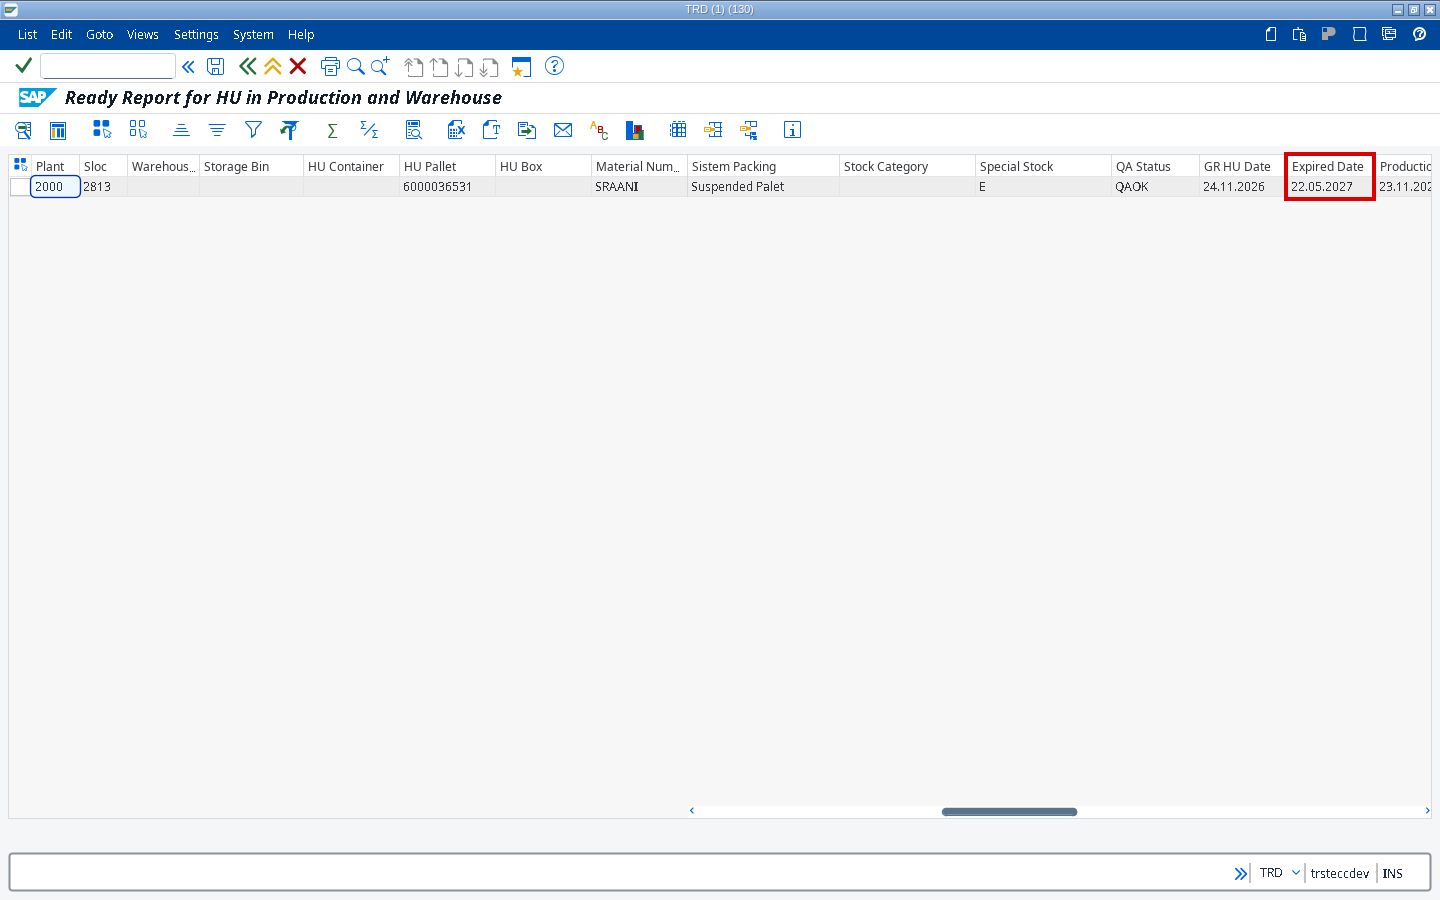 TRD (1) (130)
List Edit Goto Views Settings System Help
SAP Ready Report for HU in Production and Warehouse
Plant Sloc Warehous... Storage Bin HU Container HU Pallet HU Box Material Num... Sistem Packing Stock Category Special Stock QA Status GR HU Date Expired Date Productio
2000 2813 6000036531 SRAANI Suspended Palet E QAOK 24.11.2026 22.05.2027 23.11.202
TRD trsteccdev INS